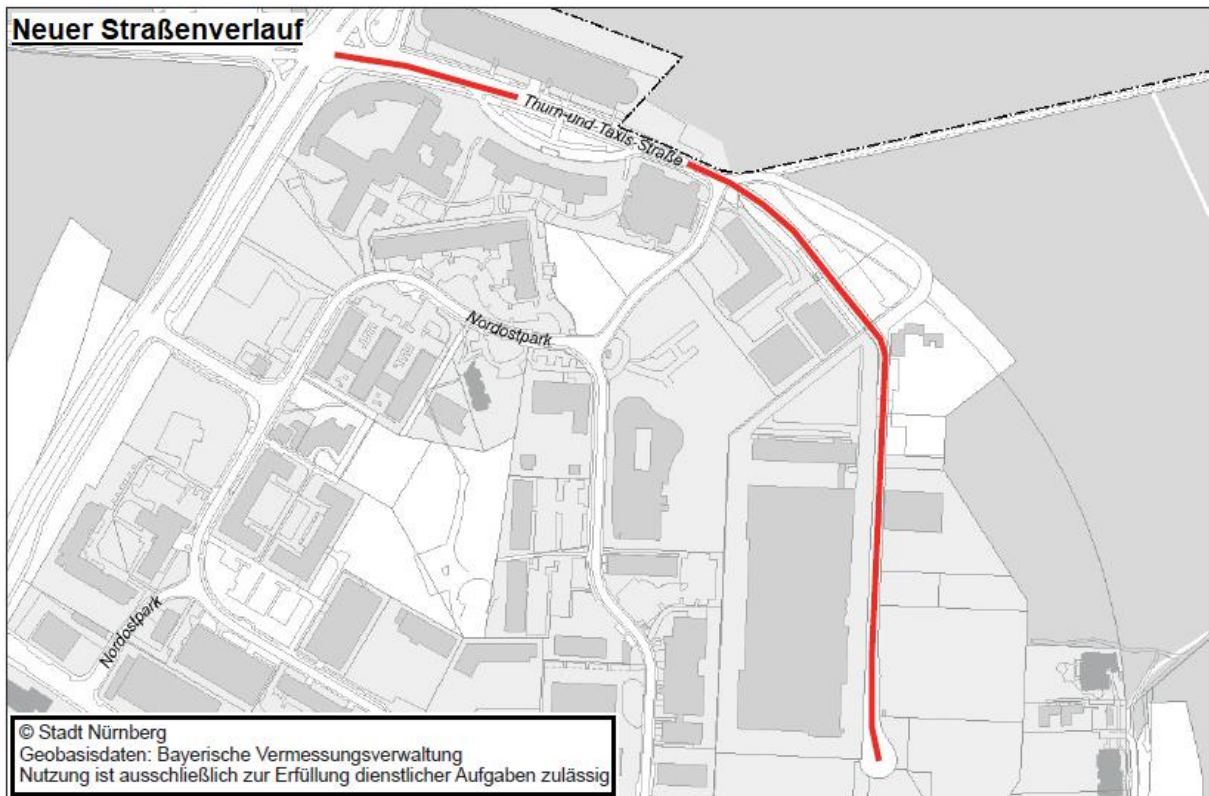 Neuer Straßenverlauf
Thurn-und-Taxis-Straße
Nordostpark
Nordostpark
© Stadt Nürnberg
Geobasisdaten: Bayerische Vermessungsverwaltung
Nutzung ist ausschließlich zur Erfüllung dienstlicher Aufgaben zulässig